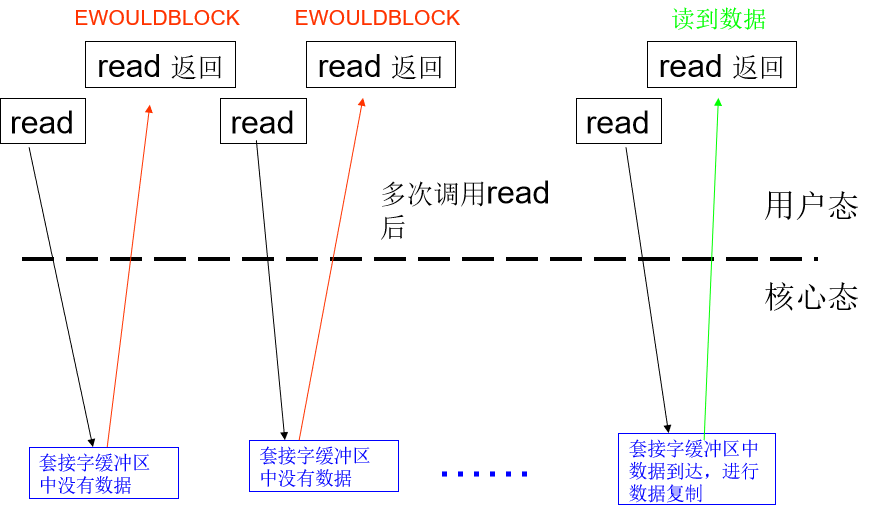 EWOULDBLOCK
EWOULDBLOCK
读到数据
read 返回
read 返回
read 返回
read
read
read
多次调用read
后
用户态
核心态
套接字缓冲区
中没有数据
套接字缓冲区
中没有数据
......
套接字缓冲区中
数据到达，进行
数据复制